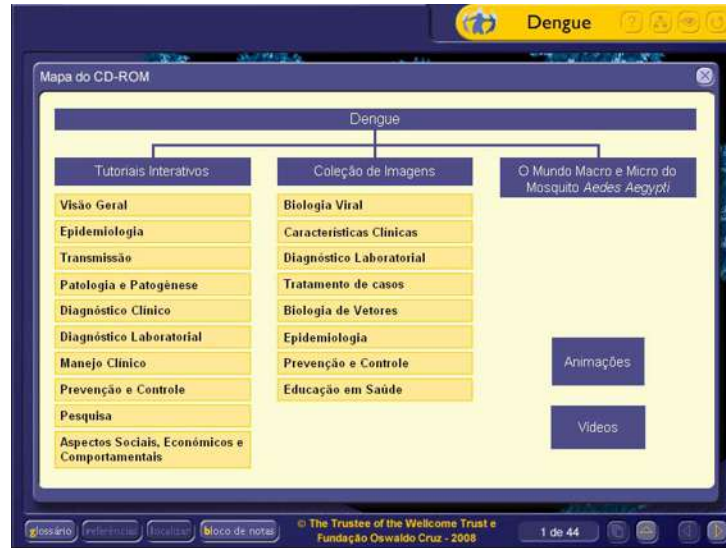 Dengue
Mapa do CD-ROM
Dengue
Tutoriais Interativos
Visão Geral
Epidemiologia
Transmissão
Patologia e Patogênese
Diagnóstico Clínico
Diagnóstico Laboratorial
Manejo Clínico
Prevenção e Controle
Pesquisa
Aspectos Sociais, Económicos e
Comportamentais
Coleção de Imagens
Biologia Viral
Características Clínicas
Diagnóstico Laboratorial
Tratamento de casos
Biologia de Vetores
Epidemiologia
Prevenção e Controle
Educação em Saúde
O Mundo Macro e Micro do
Mosquito Aedes Aegypti
Animações
Vídeos
glossário
referências
localizar
bloco de notas
© The Trustee of the Wellcome Trust e
Fundação Oswaldo Cruz - 2008
1 de 44